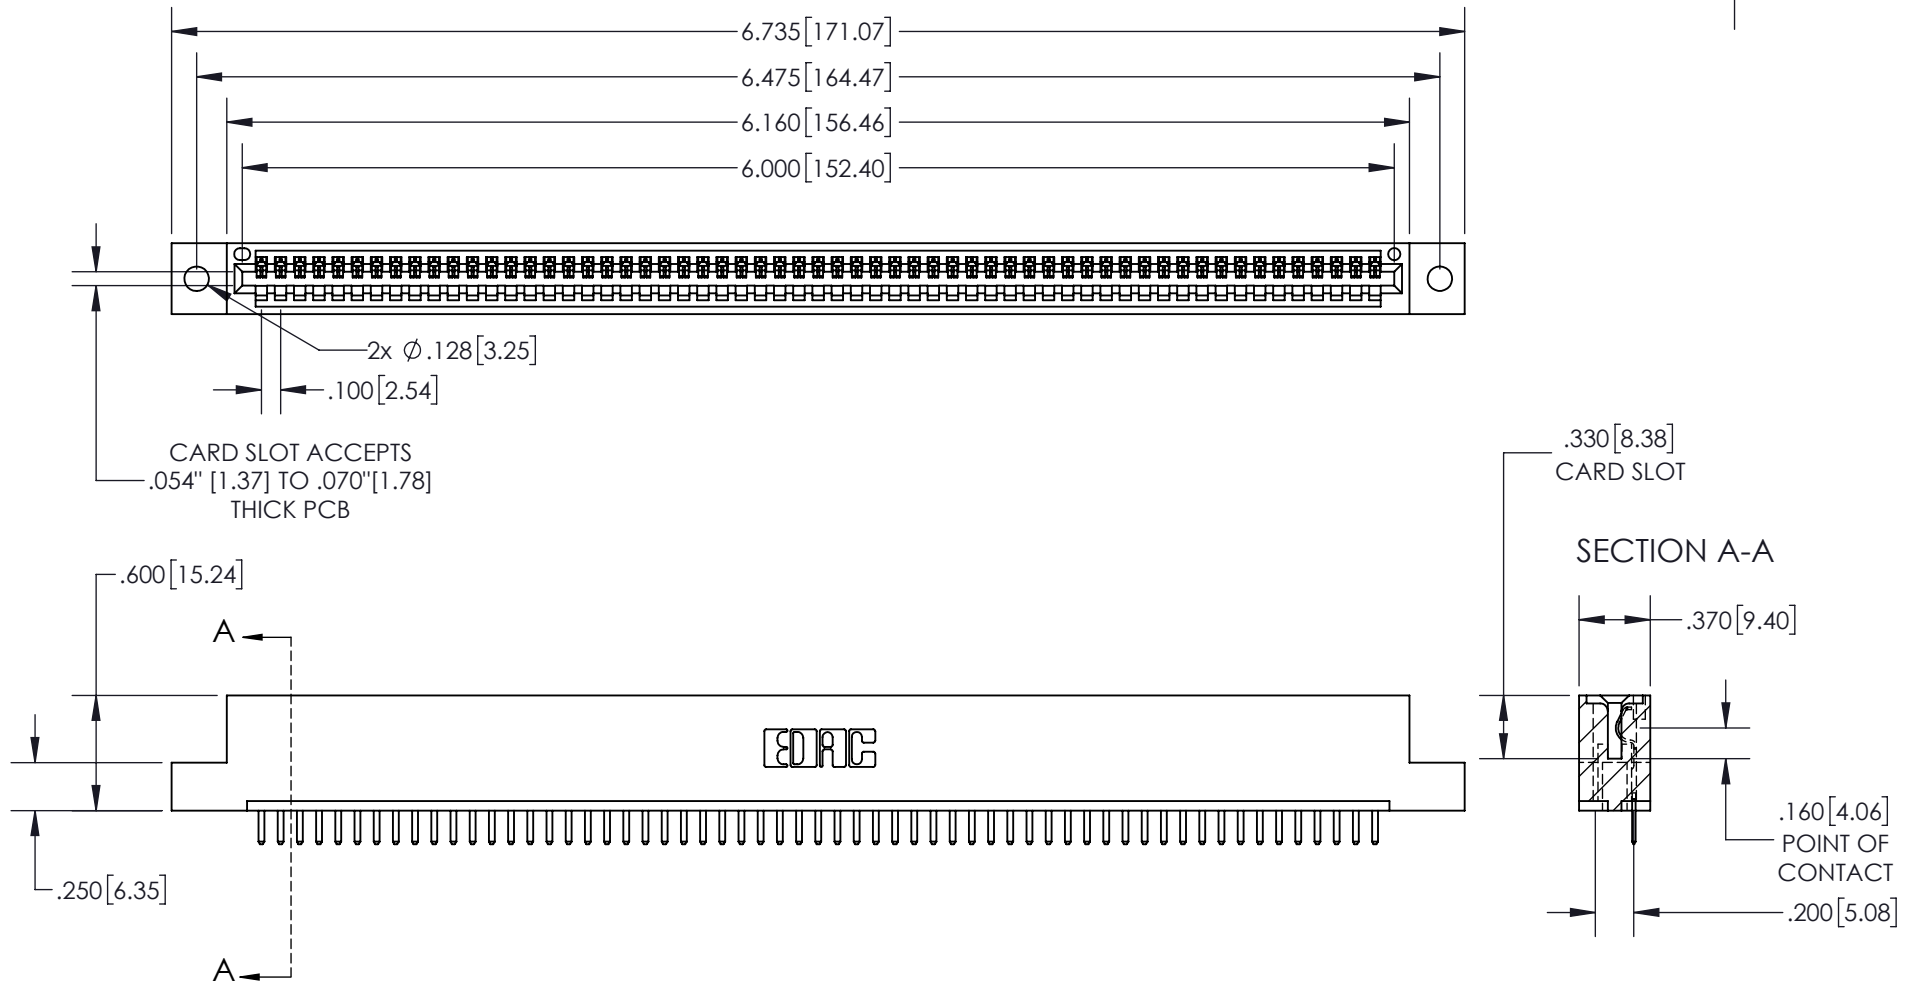 6.735[171.07]
6.475[164.47]
6.160[156.46]
6.000[152.40]
2x ∅.128[3.25]
.100[2.54]
CARD SLOT ACCEPTS
.054" [1.37] TO .070"[1.78]
THICK PCB
.330[8.38]
CARD SLOT
SECTION A-A
.600[15.24]
.370[9.40]
A
EDAC
.160[4.06]
POINT OF
CONTACT
.250[6.35]
.200[5.08]
A